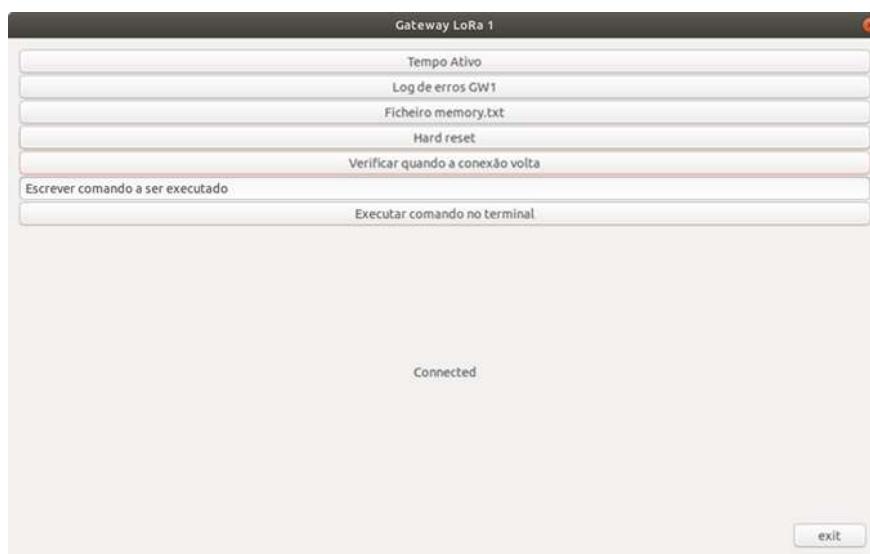 Gateway LoRa 1
Tempo Ativo
Log de erros GW1
Ficheiro memory.txt
Hard reset
Verificar quando a conexão volta
Escrever comando a ser executado
Executar comando no terminal
Connected
exit